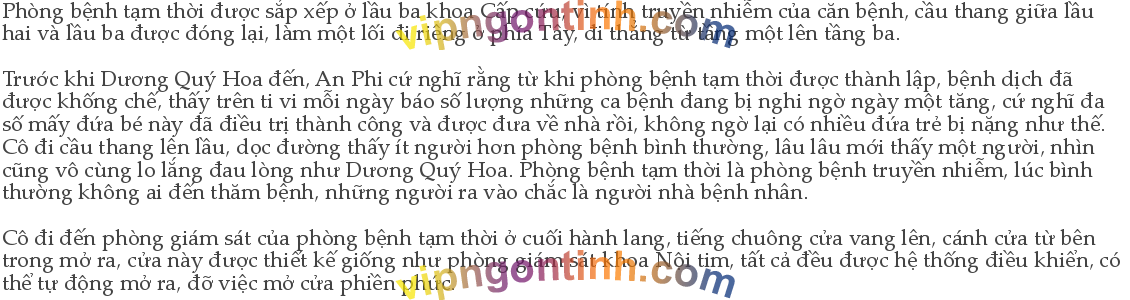 Phòng bệnh tạm thời được sắp xếp ở lầu ba khoa Cấp cứu, vì tính truyền nhiễm của căn bệnh, cầu thang giữa lầu
hai và lầu ba được đóng lại, làm một lối đi riêng ở phía Tây, đi thẳng từ tầng một lên tầng ba.
vipngontinh.com
Trước khi Dương Quý Hoa đến, An Phi cứ nghĩ rằng từ khi phòng bệnh tạm thời được thành lập, bệnh dịch đã
được khống chế, thấy trên ti vi mỗi ngày báo số lượng những ca bệnh đang bị nghi ngờ ngày một tăng, cứ nghĩ đa
số mấy đứa bé này đã điều trị thành công và được đưa về nhà rồi, không ngờ lại có nhiều đứa trẻ bị nặng như thế.
Cô đi cầu thang lên lầu, dọc đường thấy ít người hơn phòng bệnh bình thường, lâu lâu mới thấy một người, nhìn
cũng vô cùng lo lắng đau lòng như Dương Quý Hoa. Phòng bệnh tạm thời là phòng bệnh truyền nhiễm, lúc bình
thường không ai đến thăm bệnh, những người ra vào chắc là người nhà bệnh nhân.
Cô đi đến phòng giám sát của phòng bệnh tạm thời ở cuối hành lang, tiếng chuông cửa vang lên, cánh cửa từ bên
trong mở ra, cửa này được thiết kế giống như phòng giám sát khoa Nội tim, tất cả đều được hệ thống điều khiển, có
thể tự động mở ra, đỡ việc mở cửa phiền phức.
vipngontinh.com